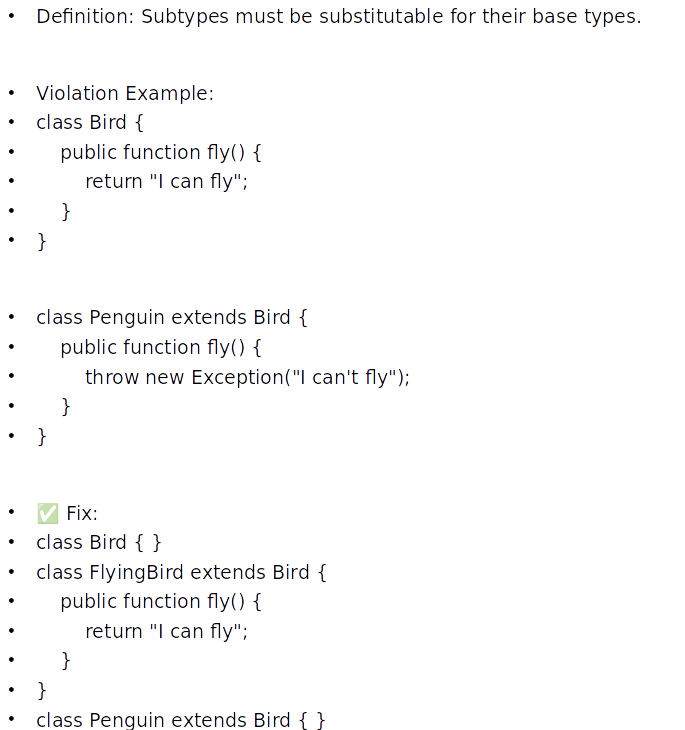 • Definition: Subtypes must be substitutable for their base types.
• Violation Example:
• class Bird {
•     public function fly() {
•         return "I can fly";
•     }
• }
• class Penguin extends Bird {
•     public function fly() {
•         throw new Exception("I can't fly");
•     }
• }
• ✅ Fix:
• class Bird { }
• class FlyingBird extends Bird {
•     public function fly() {
•         return "I can fly";
•     }
• }
• class Penguin extends Bird { }